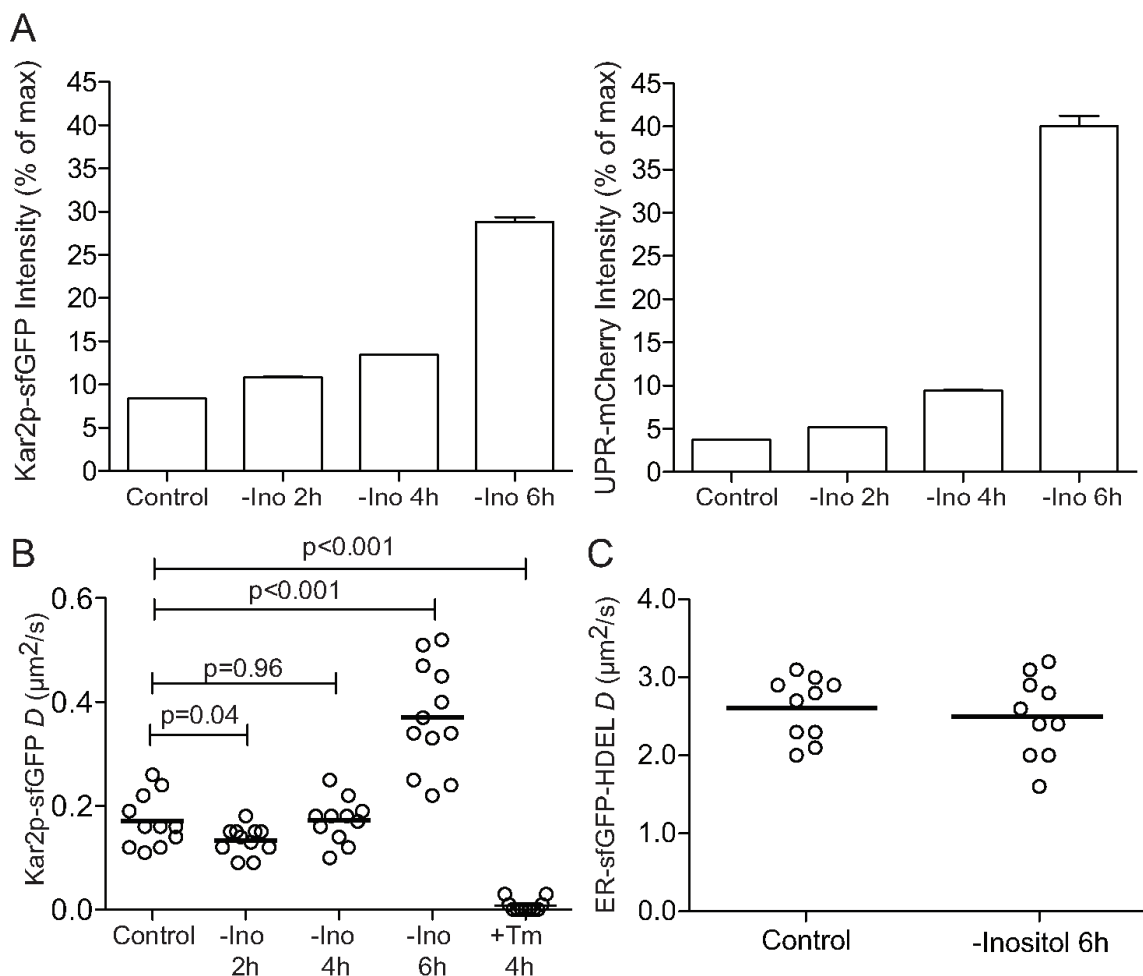 A
Kar2p-sfGFP Intensity (% of max)
45
40
35
30
25
20
15
10
5
0
Control -Ino 2h -Ino 4h -Ino 6h
UPR-mCherry Intensity (% of max)
45
40
35
30
25
20
15
10
5
0
Control -Ino 2h -Ino 4h -Ino 6h
B
Kar2p-sfGFP D (µm²/s)
p<0.001
p<0.001
p=0.96
p=0.04
0.6
0.4
0.2
0.0
Control -Ino -Ino -Ino +Tm
2h 4h 6h 4h
C
ER-sfGFP-HDEL D (µm²/s)
4.0
3.0
2.0
1.0
0.0
Control -Inositol 6h